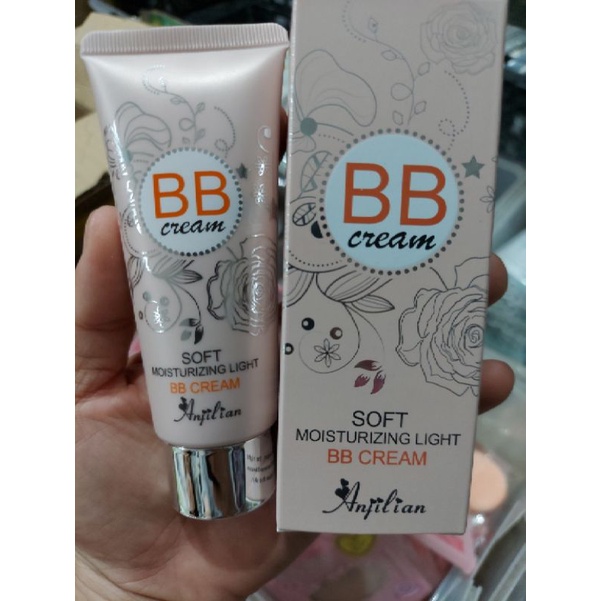 BB
cream
SOFT
MOISTURIZING LIGHT
BB CREAM
Anjilian
BB
cream
SOFT
MOISTURIZING LIGHT
BB CREAM
Anjilian